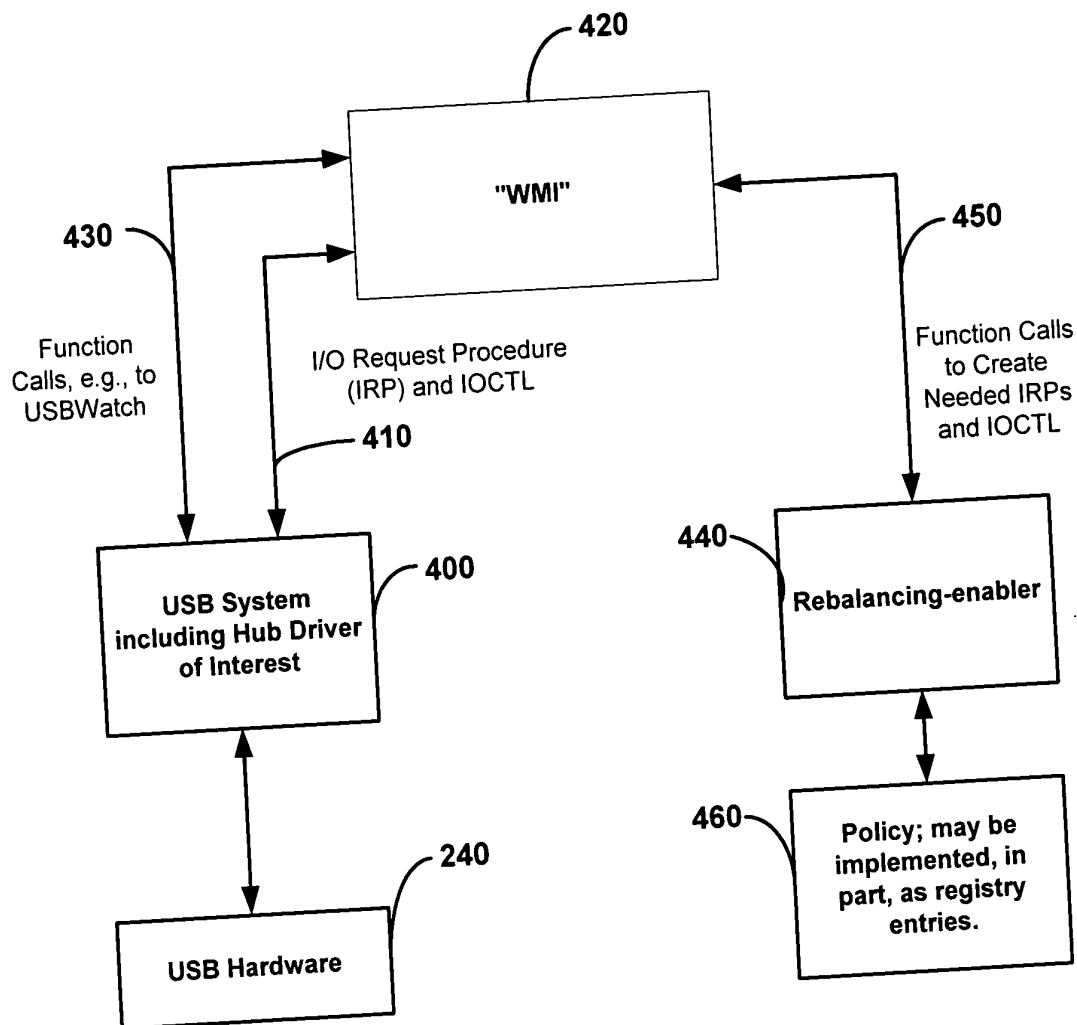 420
"WMI"
430
450
Function
Calls, e.g., to
USBWatch
I/O Request Procedure
(IRP) and IOCTL
Function Calls
to Create
Needed IRPs
and IOCTL
410
440
400
USB System
including Hub Driver
of Interest
Rebalancing-enabler
460
Policy; may be
implemented, in
part, as registry
entries.
240
USB Hardware